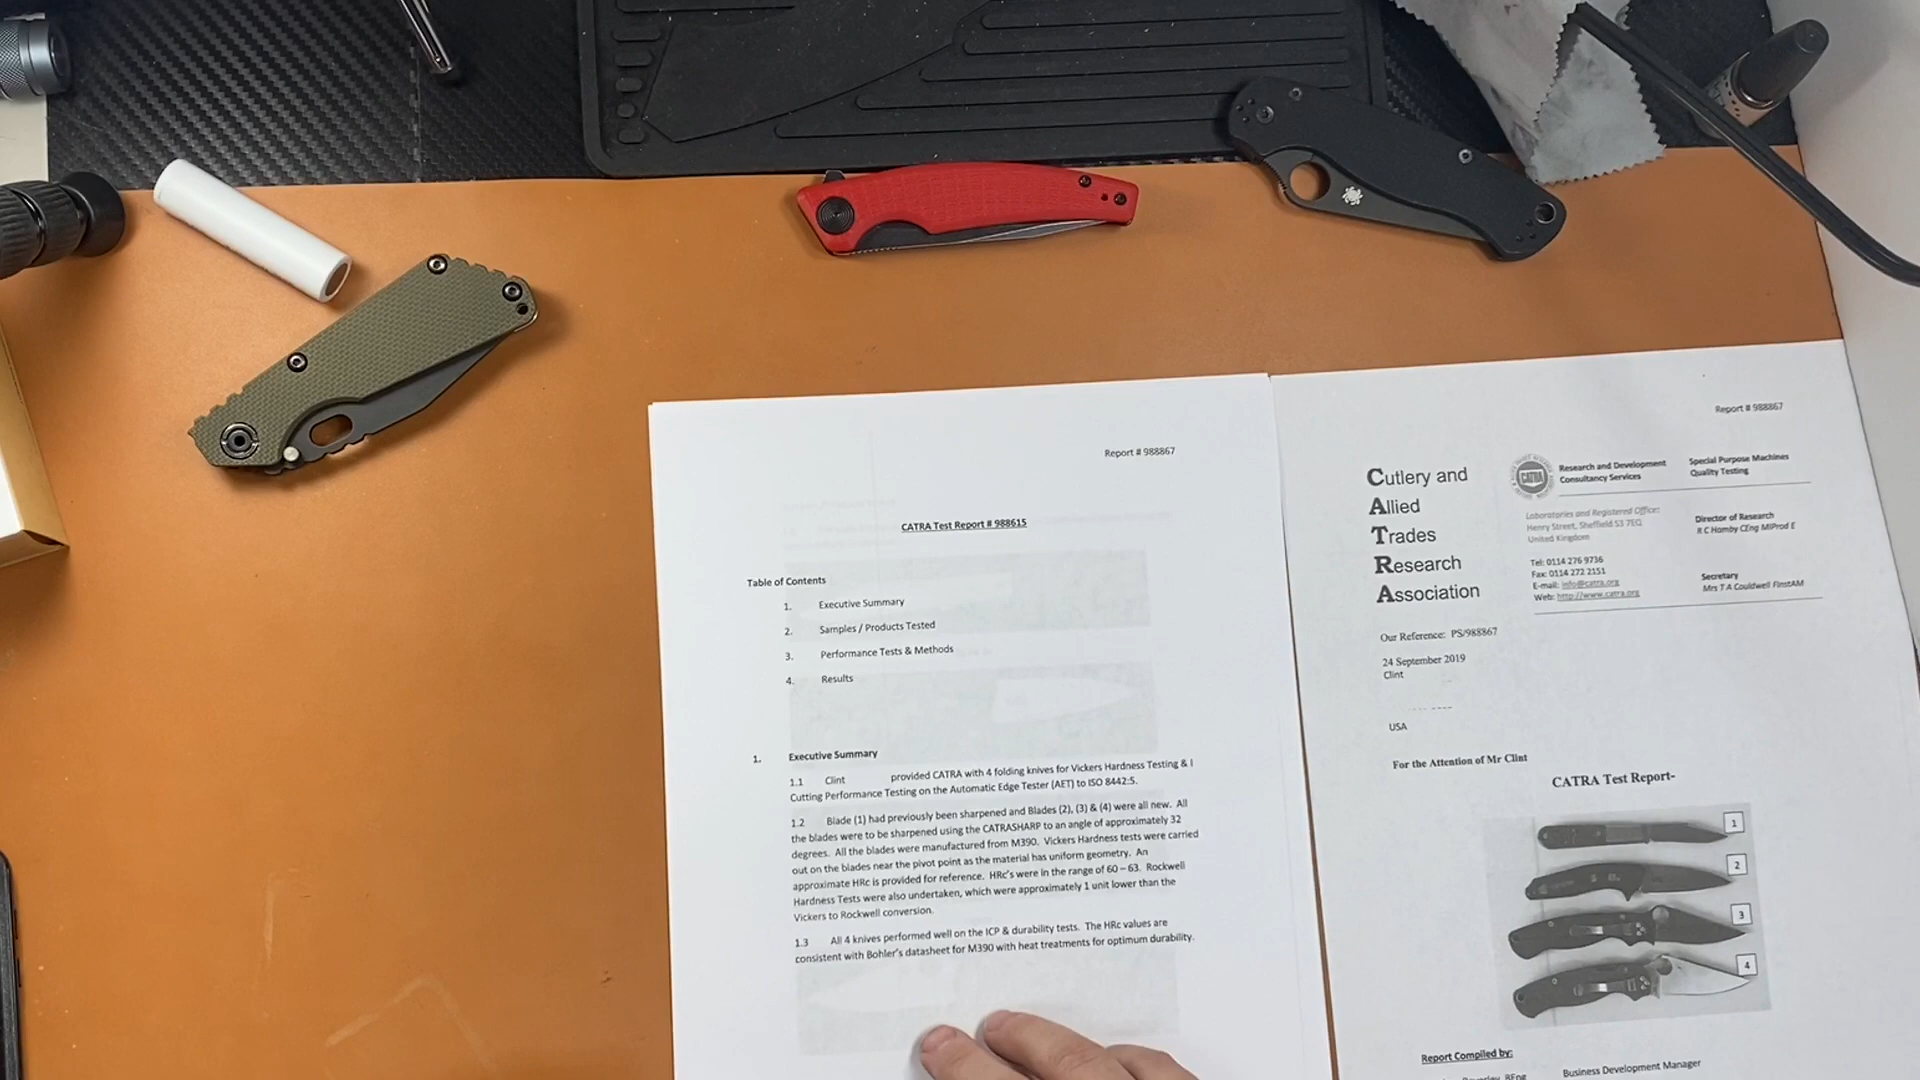 Report # 988867
CATRA Test Report # 988615
Table of Contents
1. Executive Summary
2. Samples / Products Tested
3. Performance Tests & Methods
4. Results
1. Executive Summary
1.1 Clint provided CATRA with 4 folding knives for Vickers Hardness Testing & I
Cutting Performance Testing on the Automatic Edge Tester (AET) to ISO 8442:5.
1.2 Blade (1) had previously been sharpened and Blades (2), (3) & (4) were all new. All
the blades were to be sharpened using the CATRASHARP to an angle of approximately 32
degrees. All the blades were manufactured from M390. Vickers Hardness tests were carried
out on the blades near the pivot point as the material has uniform geometry. An
approximate HRc is provided for reference. HRc's were in the range of 60 – 63. Rockwell
Hardness Tests were also undertaken, which were approximately 1 unit lower than the
Vickers to Rockwell conversion.
1.3 All 4 knives performed well on the ICP & durability tests. The HRc values are
consistent with Bohler's datasheet for M390 with heat treatments for optimum durability.
Report # 988867
Cutlery and
Allied
Trades
Research
Association
CATRA
Research and Development
Consultancy Services
Special Purpose Machines
Quality Testing
Laboratories and Registered Office:
Henry Street, Sheffield S3 7EQ
United Kingdom
Director of Research
R C Hamby CEng MIProd E
Tel: 0114 276 9736
Fax: 0114 272 2151
E-mail: info@catra.org
Web: http://www.catra.org
Secretary
Mrs T A Couldwell FInstAM
Our Reference: PS/988867
24 September 2019
Clint
USA
For the Attention of Mr Clint
CATRA Test Report-
1
2
3
4
Report Compiled by:
BEng
Business Development Manager